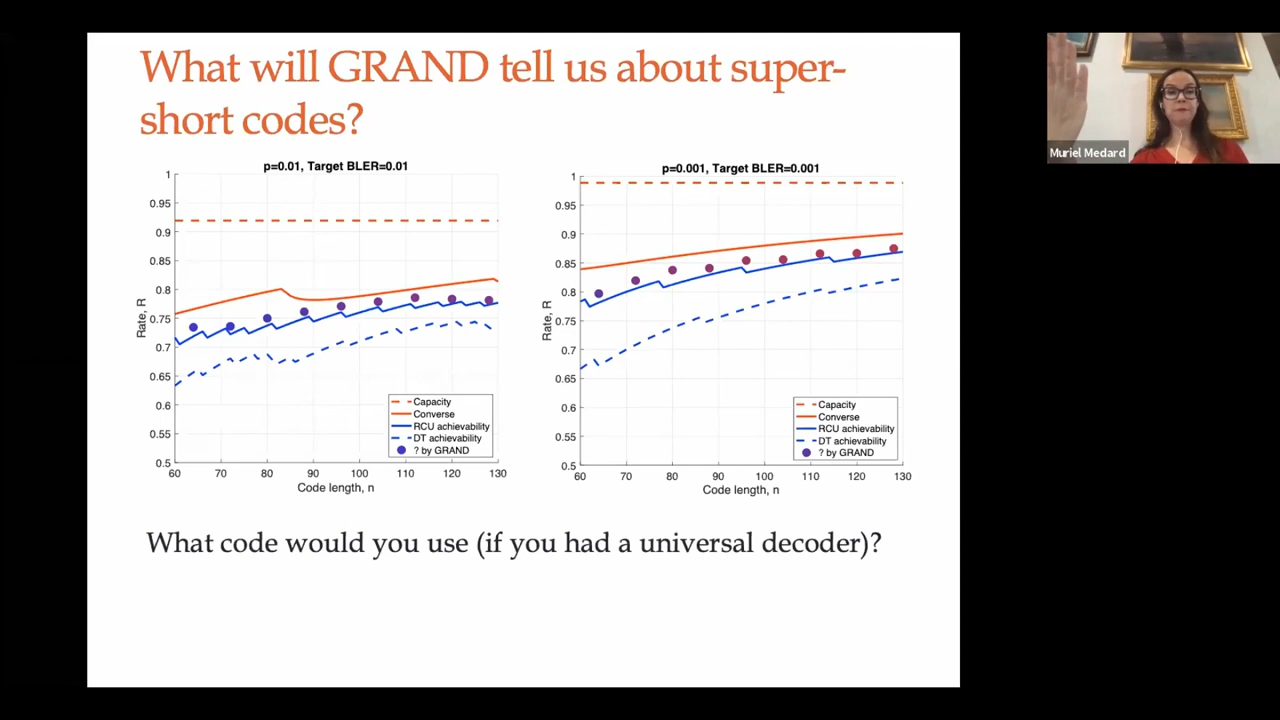 What will GRAND tell us about super-
short codes?
p=0.01, Target BLER=0.01
1
0.95
0.9
0.85
0.8
0.75
0.7
0.65
0.6
0.55
0.5
Rate, R
60 70 80 90 100 110 120 130
Code length, n
Capacity
Converse
RCU achievability
DT achievability
? by GRAND
p=0.001, Target BLER=0.001
1
0.95
0.9
0.85
0.8
0.75
0.7
0.65
0.6
0.55
0.5
Rate, R
60 70 80 90 100 110 120 130
Code length, n
Capacity
Converse
RCU achievability
DT achievability
? by GRAND
What code would you use (if you had a universal decoder)?
Muriel Medard